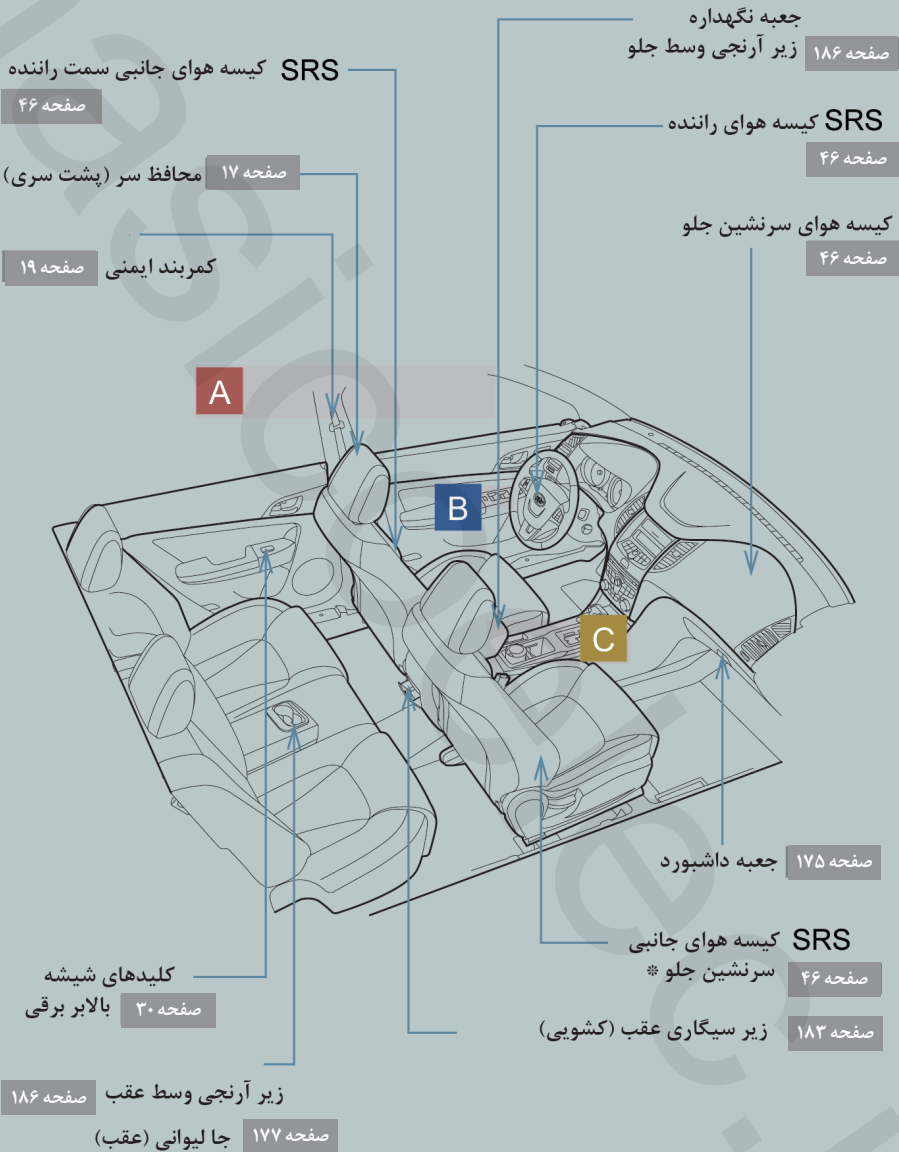 جعبه نگهداره
زیر آرنجی وسط جلو صفحه ۱۸۶
SRS کیسه هوای جانبی سمت راننده
صفحه ۴۶
SRS کیسه هوای راننده
صفحه ۴۶
محافظ سر (پشت سری) صفحه ۱۷
کیسه هوای سرنشین جلو
صفحه ۴۶
کمربند ایمنی صفحه ۱۹
A
B
C
جعبه داشبورد صفحه ۱۷۵
SRS کیسه هوای جانبی
سرنشین جلو * صفحه ۴۶
کلیدهای شیشه
بالابر برقی صفحه ۳۰
زیر سیگاری عقب (کشویی) صفحه ۱۸۳
زیر آرنجی وسط عقب صفحه ۱۸۶
جا لیوانی (عقب) صفحه ۱۷۷